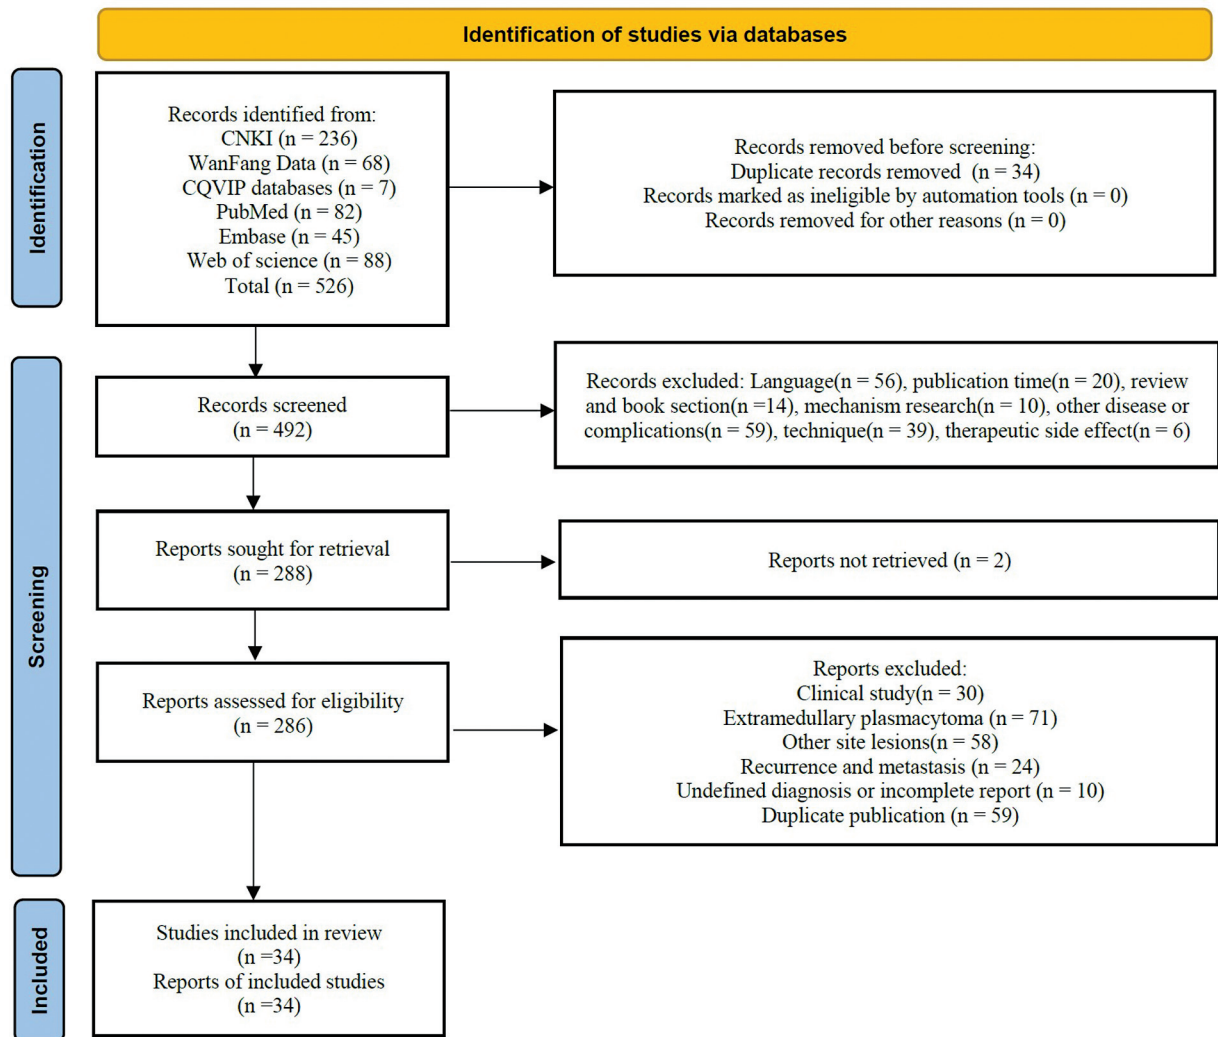 Identification of studies via databases
Identification
Records identified from:
CNKI (n = 236)
WanFang Data (n = 68)
CQVIP databases (n = 7)
PubMed (n = 82)
Embase (n = 45)
Web of science (n = 88)
Total (n = 526)
Records removed before screening:
Duplicate records removed (n = 34)
Records marked as ineligible by automation tools (n = 0)
Records removed for other reasons (n = 0)
Screening
Records screened
(n = 492)
Records excluded: Language(n = 56), publication time(n = 20), review
and book section(n =14), mechanism research(n = 10), other disease or
complications(n = 59), technique(n = 39), therapeutic side effect(n = 6)
Reports sought for retrieval
(n = 288)
Reports not retrieved (n = 2)
Reports assessed for eligibility
(n = 286)
Reports excluded:
Clinical study(n = 30)
Extramedullary plasmacytoma (n = 71)
Other site lesions(n = 58)
Recurrence and metastasis (n = 24)
Undefined diagnosis or incomplete report (n = 10)
Duplicate publication (n = 59)
Included
Studies included in review
(n =34)
Reports of included studies
(n =34)